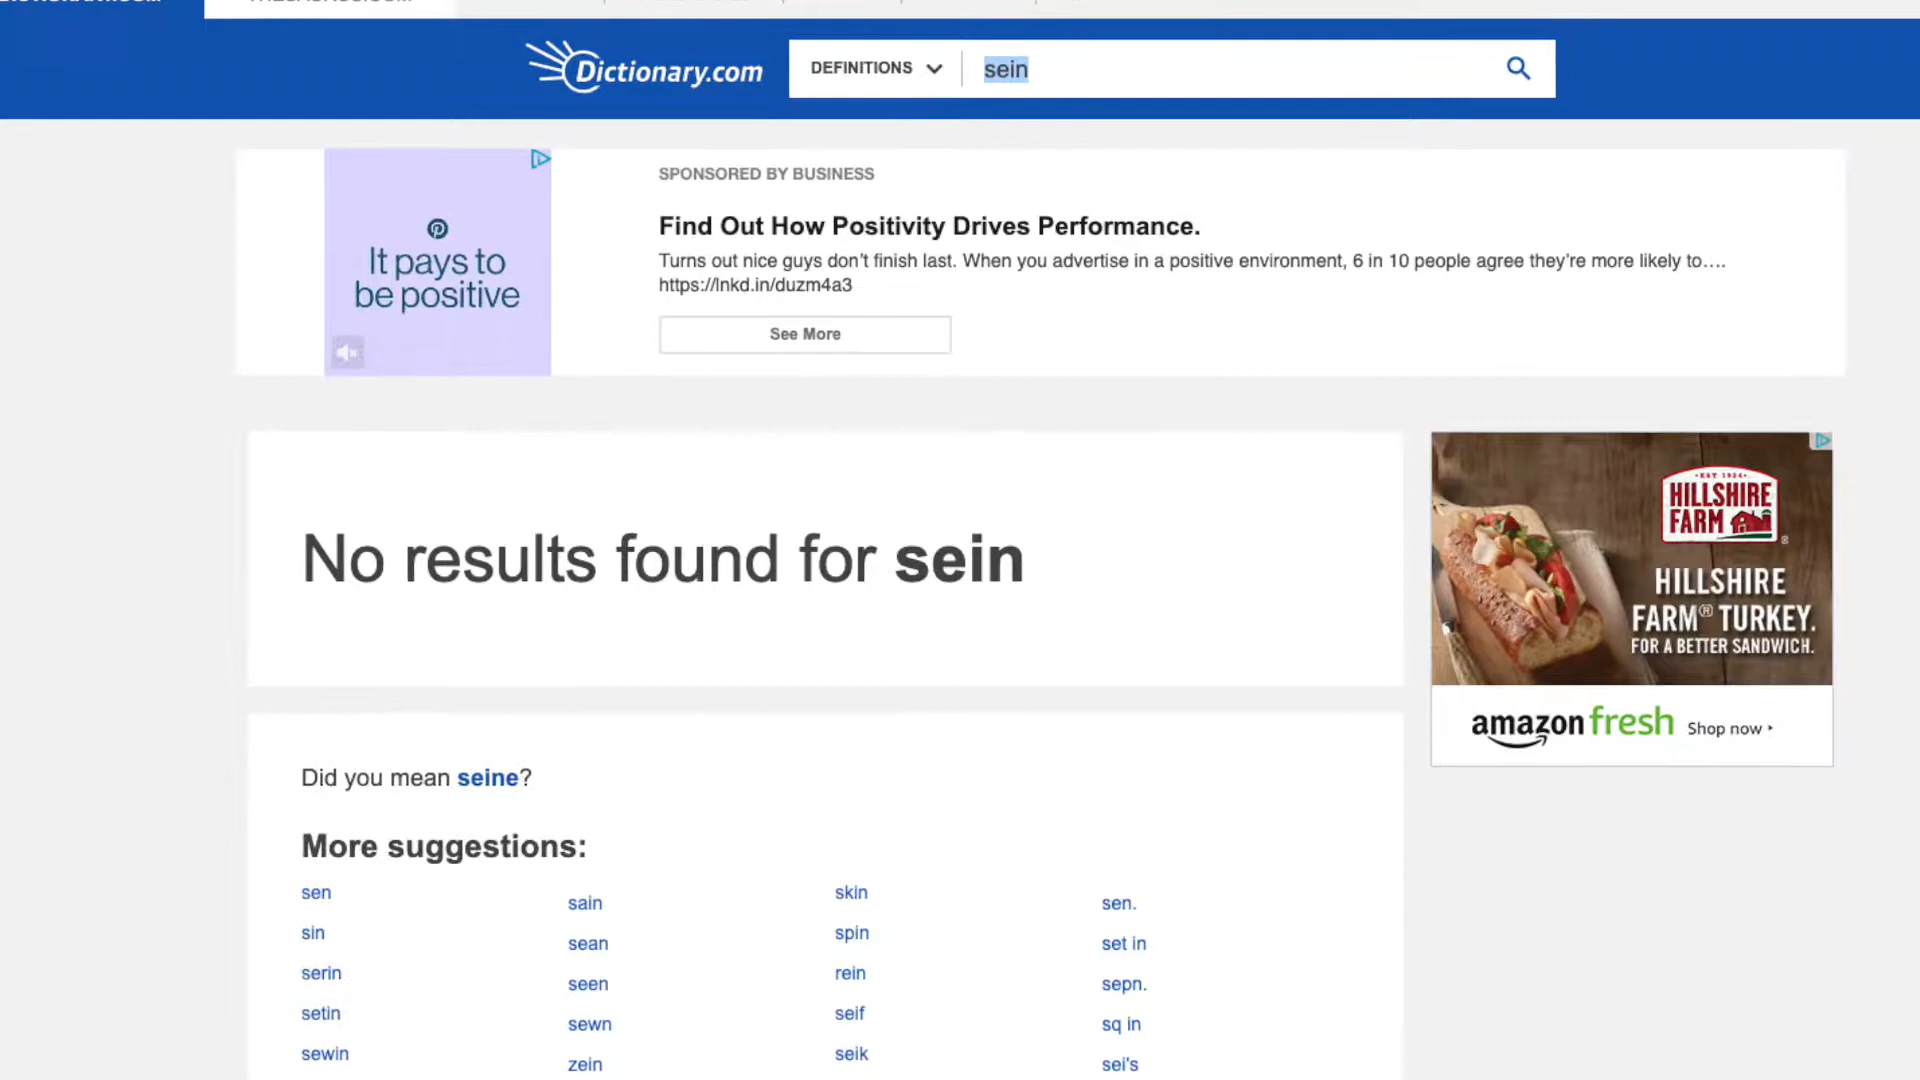 Dictionary.com
DEFINITIONS
sein
SPONSORED BY BUSINESS
It pays to
be positive
Find Out How Positivity Drives Performance.
Turns out nice guys don’t finish last. When you advertise in a positive environment, 6 in 10 people agree they’re more likely to….
https://lnkd.in/duzm4a3
See More
No results found for sein
EST 1934
HILLSHIRE
FARM
HILLSHIRE
FARM® TURKEY.
FOR A BETTER SANDWICH.
amazon fresh Shop now
Did you mean seine?
More suggestions:
sen
sin
serin
setin
sewin
sain
sean
seen
sewn
zein
skin
spin
rein
seif
seik
sen.
set in
sepn.
sq in
sei's